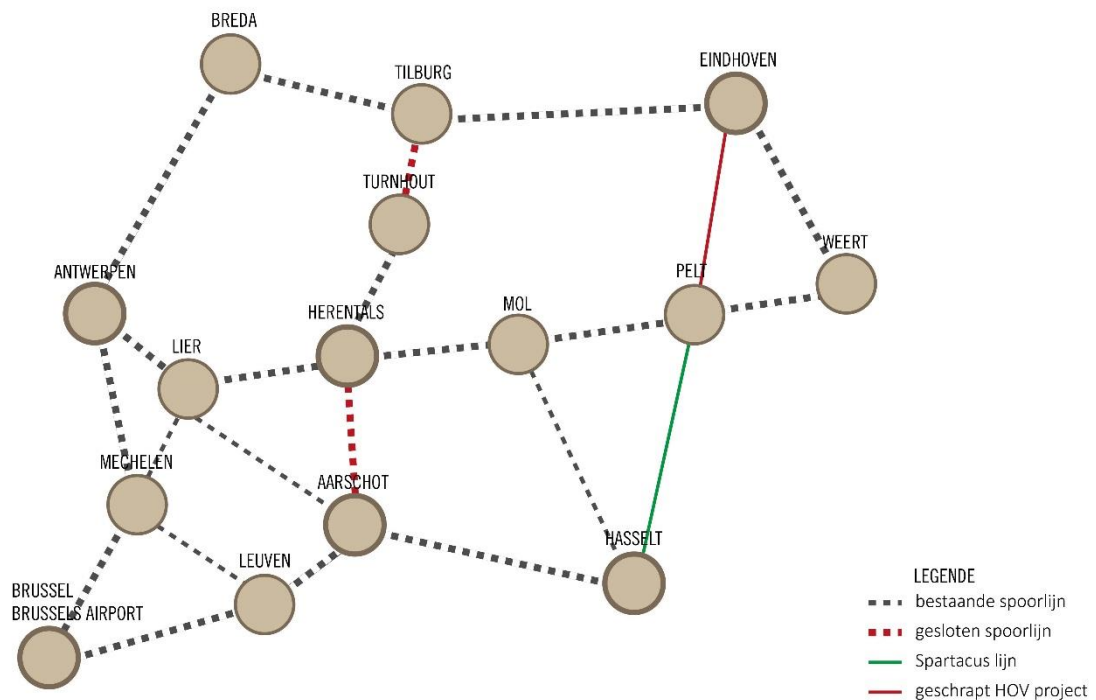 BREDA
TILBURG
EINDHOVEN
TURNHOUT
WEERT
ANTWERPEN
PELT
HERENTALS
MOL
LIER
MECHELEN
AARSCHOT
HASSELT
LEUVEN
BRUSSEL
BRUSSELS AIRPORT
LEGENDE
bestaande spoorlijn
gesloten spoorlijn
Spartacus lijn
geschrapt HOV project